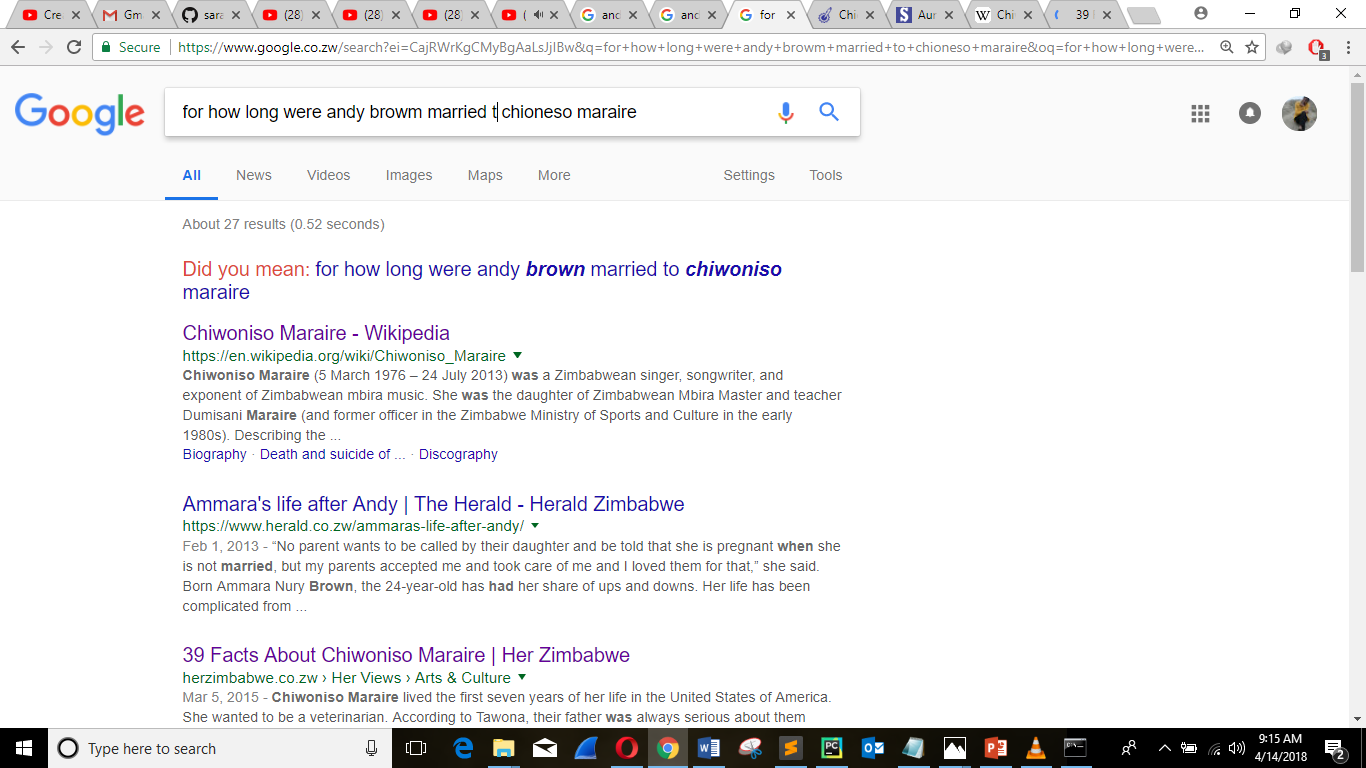 Cre
Gm
sara
(28)
(28)
(28)
(
and
and
for
Chi
Aur
Chi
39
Secure
https://www.google.co.zw/search?ei=CajRWrKgCMyBgAaLsJjIBw&q=for+how+long+were+andy+brown+married+to+chioneso+maraire&oq=for+how+long+were...
3
Google
for how long were andy browm married t chioneso maraire
All News Videos Images Maps More Settings Tools
About 27 results (0.52 seconds)
Did you mean: for how long were andy brown married to chiwoniso
maraire
Chiwoniso Maraire - Wikipedia
https://en.wikipedia.org/wiki/Chiwoniso_Maraire
Chiwoniso Maraire (5 March 1976 – 24 July 2013) was a Zimbabwean singer, songwriter, and
exponent of Zimbabwean mbira music. She was the daughter of Zimbabwean Mbira Master and teacher
Dumisani Maraire (and former officer in the Zimbabwe Ministry of Sports and Culture in the early
1980s). Describing the ...
Biography · Death and suicide of ... · Discography
Ammara's life after Andy | The Herald - Herald Zimbabwe
https://www.herald.co.zw/ammaras-life-after-andy/
Feb 1, 2013 - “No parent wants to be called by their daughter and be told that she is pregnant when she
is not married, but my parents accepted me and took care of me and I loved them for that,” she said.
Born Ammara Nury Brown, the 24-year-old has had her share of ups and downs. Her life has been
complicated from ...
39 Facts About Chiwoniso Maraire | Her Zimbabwe
herzimbabwe.co.zw › Her Views › Arts & Culture
Mar 5, 2015 - Chiwoniso Maraire lived the first seven years of her life in the United States of America.
She wanted to be a veterinarian. According to Tawona, their father was always serious about them
Type here to search
9:15 AM
4/14/2018
2